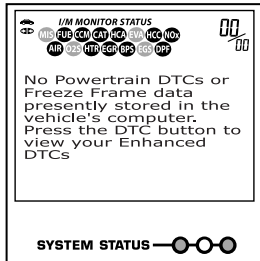 I/M MONITOR STATUS
MIS FUE CCM CAT HCA EVA HCC NOx
AIR O2S HTR EGR BPS EGS DPF
00/00
No Powertrain DTCs or
Freeze Frame data
presently stored in the
vehicle's computer.
Press the DTC button to
view your Enhanced
DTCs
SYSTEM STATUS